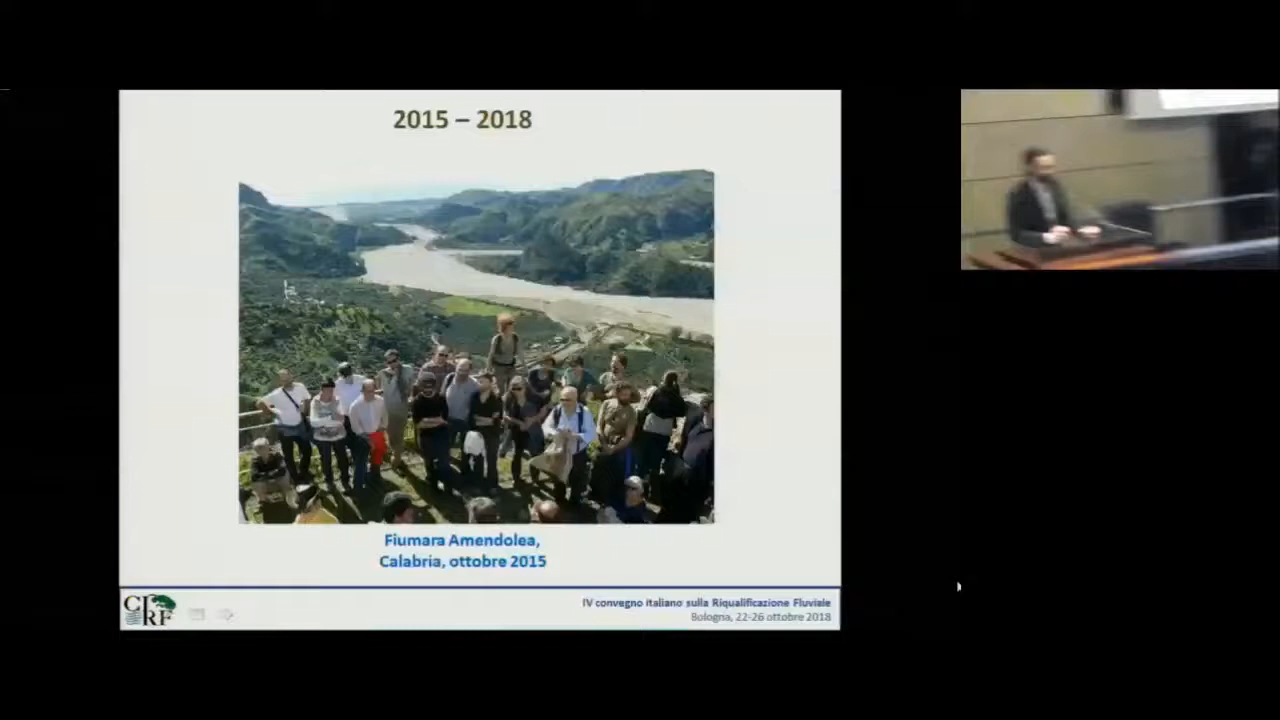 2015 – 2018
Fiumara Amendolea,
Calabria, ottobre 2015
CIRF
IV convegno italiano sulla Riqualificazione Fluviale
Bologna, 22-26 ottobre 2018